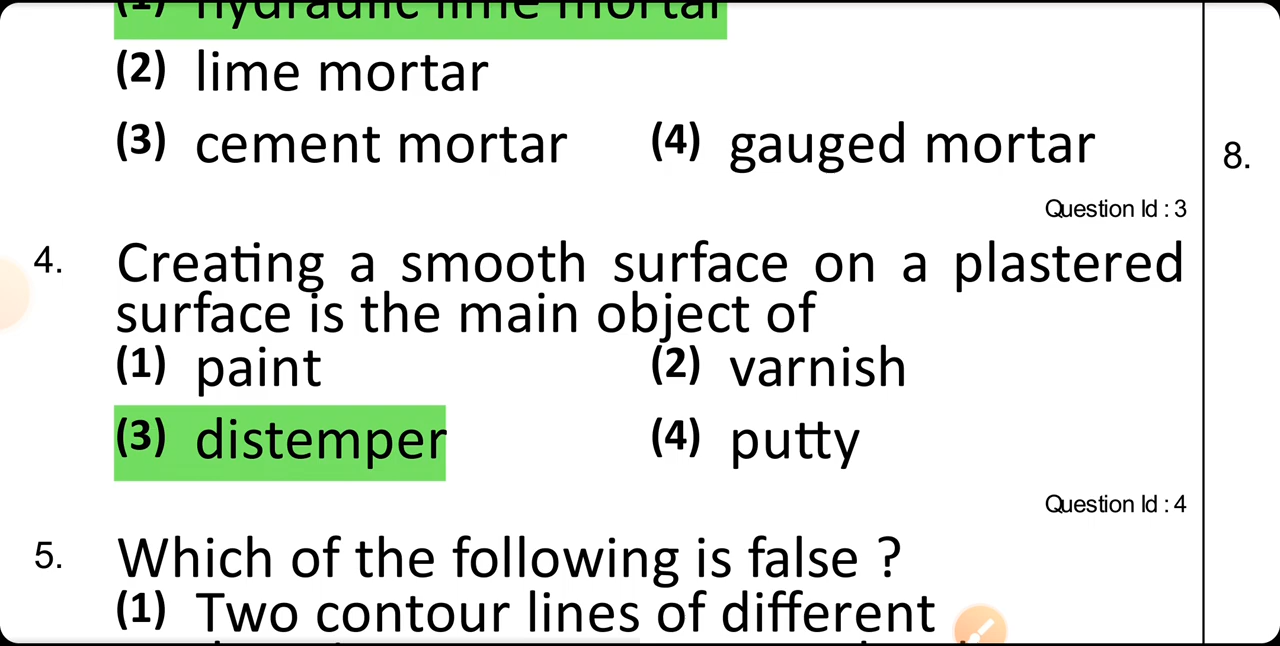 (1) hydraulic lime mortar
(2) lime mortar
(3) cement mortar (4) gauged mortar
Question Id : 3
4. Creating a smooth surface on a plastered
surface is the main object of
(1) paint (2) varnish
(3) distemper (4) putty
Question Id : 4
5. Which of the following is false ?
(1) Two contour lines of different
8.